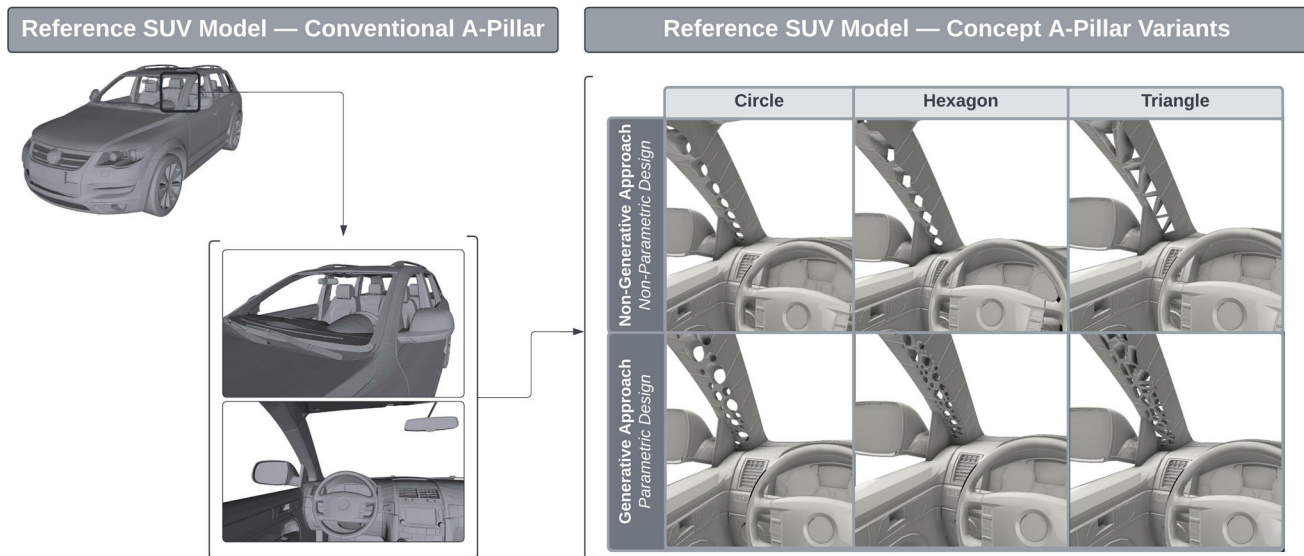 Reference SUV Model — Conventional A-Pillar
Reference SUV Model — Concept A-Pillar Variants
Circle
Hexagon
Triangle
Non-Generative Approach
Non-Parametric Design
Generative Approach
Parametric Design